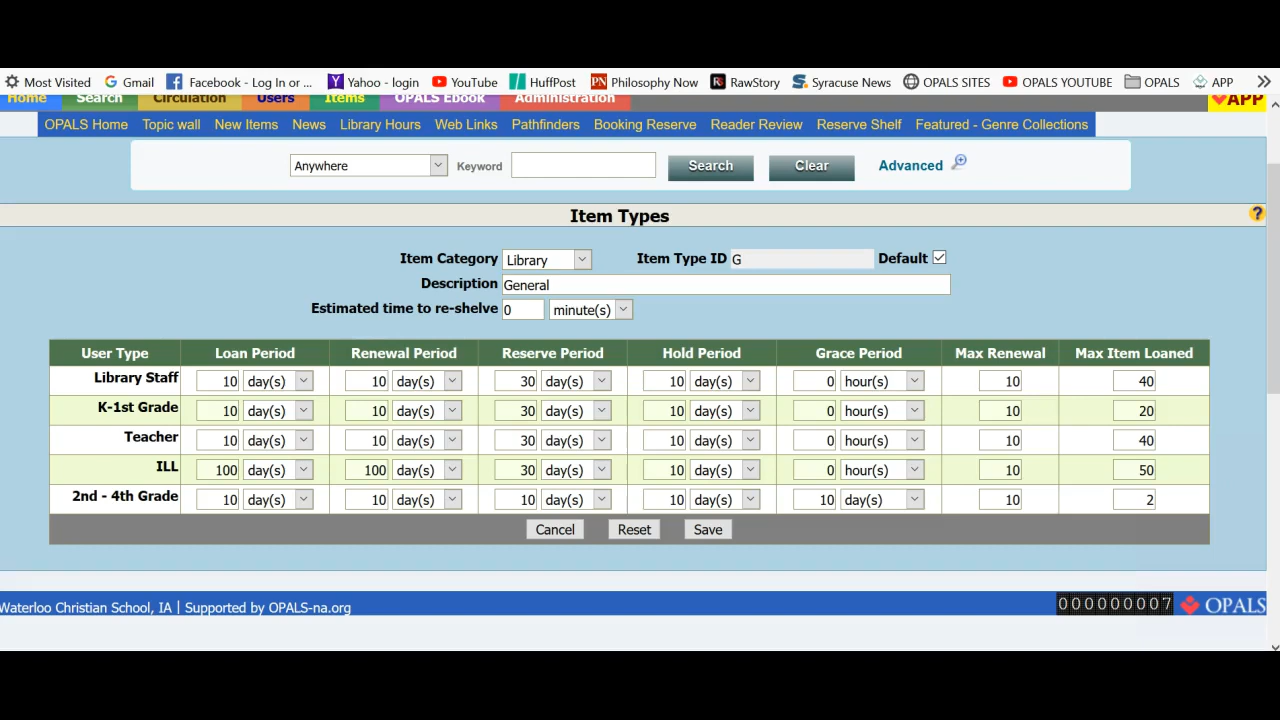 Most Visited Gmail Facebook - Log In or ... Yahoo - login YouTube HuffPost PN Philosophy Now RawStory Syracuse News OPALS SITES OPALS YOUTUBE OPALS APP
Home Search Circulation Users Items OPALS Ebook Administration APP
OPALS Home Topic wall New Items News Library Hours Web Links Pathfinders Booking Reserve Reader Review Reserve Shelf Featured - Genre Collections
Anywhere Keyword Search Clear Advanced
Item Types ?
Item Category Library Item Type ID G Default
Description General
Estimated time to re-shelve 0 minute(s)
User Type Loan Period Renewal Period Reserve Period Hold Period Grace Period Max Renewal Max Item Loaned
Library Staff 10 day(s) 10 day(s) 30 day(s) 10 day(s) 0 hour(s) 10 40
K-1st Grade 10 day(s) 10 day(s) 30 day(s) 10 day(s) 0 hour(s) 10 20
Teacher 10 day(s) 10 day(s) 30 day(s) 10 day(s) 0 hour(s) 10 40
ILL 100 day(s) 100 day(s) 30 day(s) 10 day(s) 0 hour(s) 10 50
2nd - 4th Grade 10 day(s) 10 day(s) 10 day(s) 10 day(s) 10 day(s) 10 2
Cancel Reset Save
Waterloo Christian School, IA | Supported by OPALS-na.org 000000007 OPALS